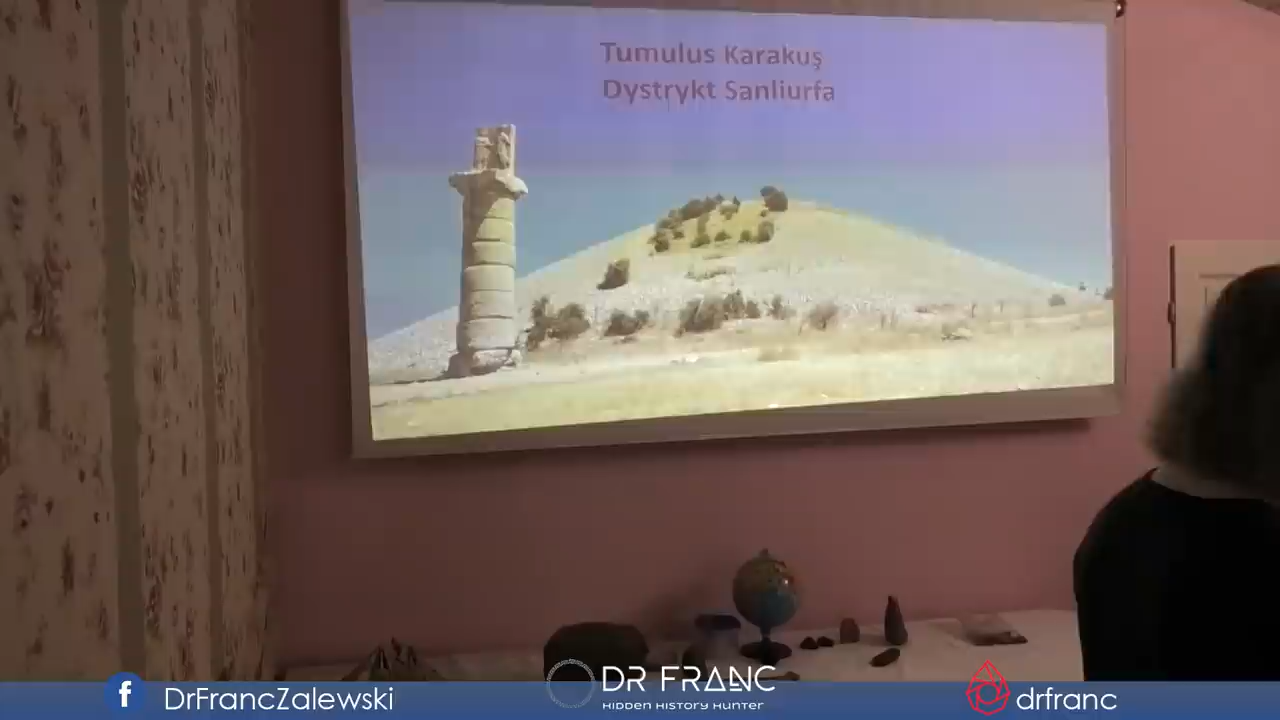 Tumulus Karakuş
Dystrykt Sanliurfa
f DrFrancZalewski
DR FRANC
HIDDEN HISTORY HUNTER
drfranc